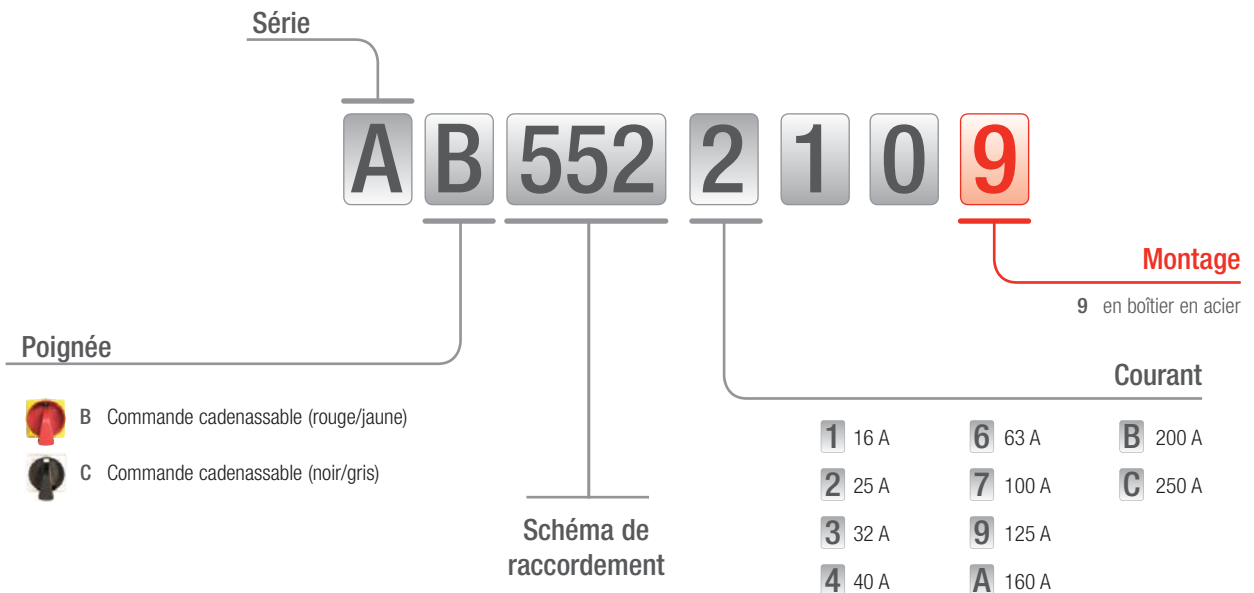 Série
A B 552 2 1 0 9
Montage
9 en boîtier en acier
Poignée
B Commande cadenassable (rouge/jaune)
C Commande cadenassable (noir/gris)
Schéma de
raccordement
Courant
1 16 A 6 63 A B 200 A
2 25 A 7 100 A C 250 A
3 32 A 9 125 A
4 40 A A 160 A